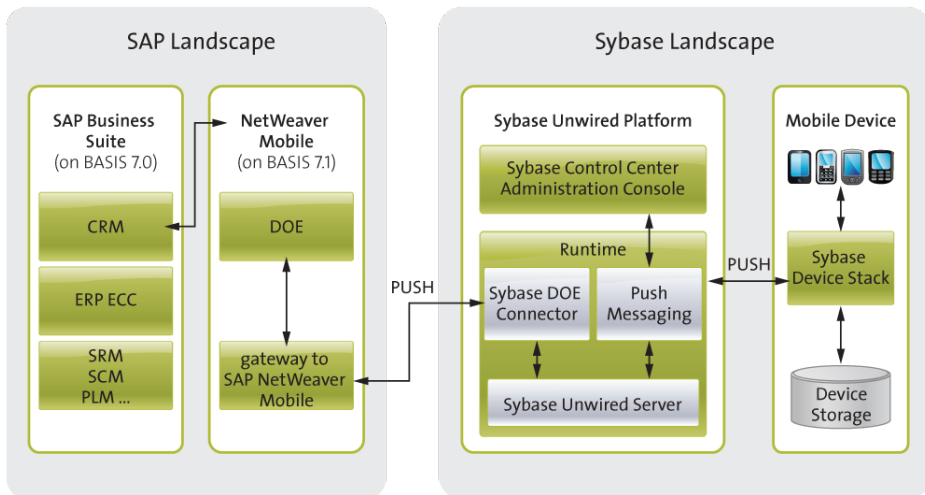 SAP Landscape
SAP Business
Suite
(on BASIS 7.0)
CRM
ERP ECC
SRM
SCM
PLM ...
NetWeaver
Mobile
(on BASIS 7.1)
DOE
gateway to
SAP NetWeaver
Mobile
PUSH
Sybase Landscape
Sybase Unwired Platform
Sybase Control Center
Administration Console
Runtime
Sybase DOE
Connector
Push
Messaging
Sybase Unwired Server
PUSH
Mobile Device
Sybase
Device Stack
Device
Storage